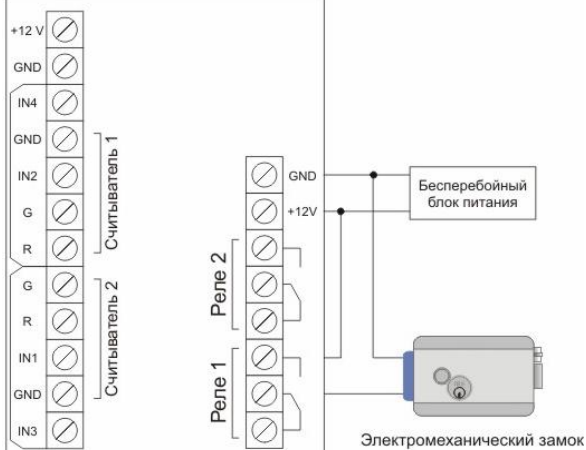 +12 V
GND
IN4
GND
IN2
G
R
Считыватель 1
G
R
IN1
GND
IN3
Считыватель 2
GND
+12V
Реле 2
Реле 1
Бесперебойный
блок питания
Электромеханический замок